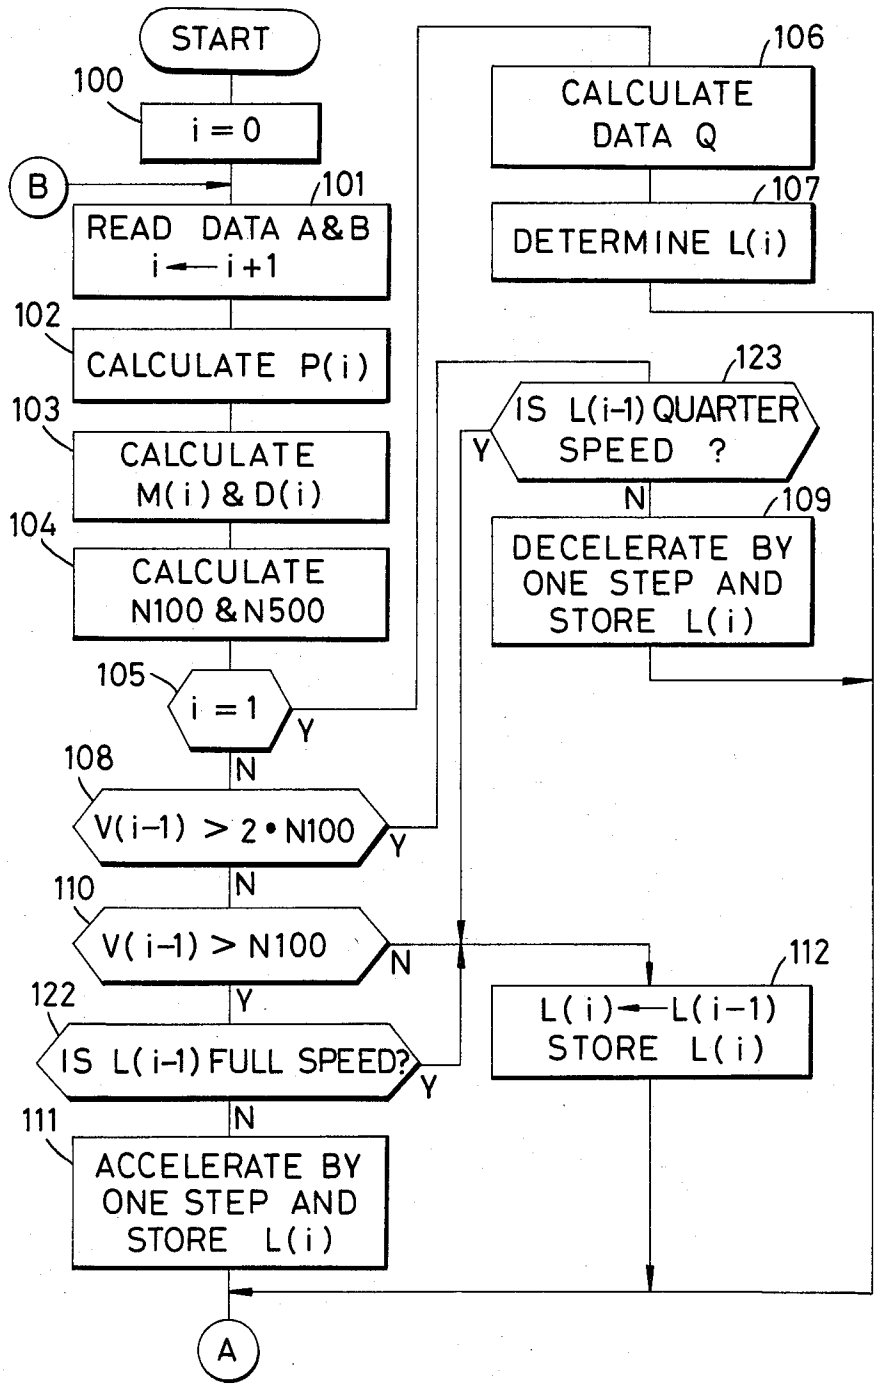 START
100
i = 0
B
101
READ DATA A&B
i ← i+1
102
CALCULATE P(i)
103
CALCULATE
M(i) & D(i)
104
CALCULATE
N100 & N500
105
i = 1
Y
N
108
V(i-1) > 2 • N100
Y
N
110
V(i-1) > N100
N
Y
122
IS L(i-1) FULL SPEED?
Y
N
111
ACCELERATE BY
ONE STEP AND
STORE L(i)
A
106
CALCULATE
DATA Q
107
DETERMINE L(i)
123
IS L(i-1) QUARTER
SPEED ?
Y
N
109
DECELERATE BY
ONE STEP AND
STORE L(i)
112
L(i) ← L(i-1)
STORE L(i)